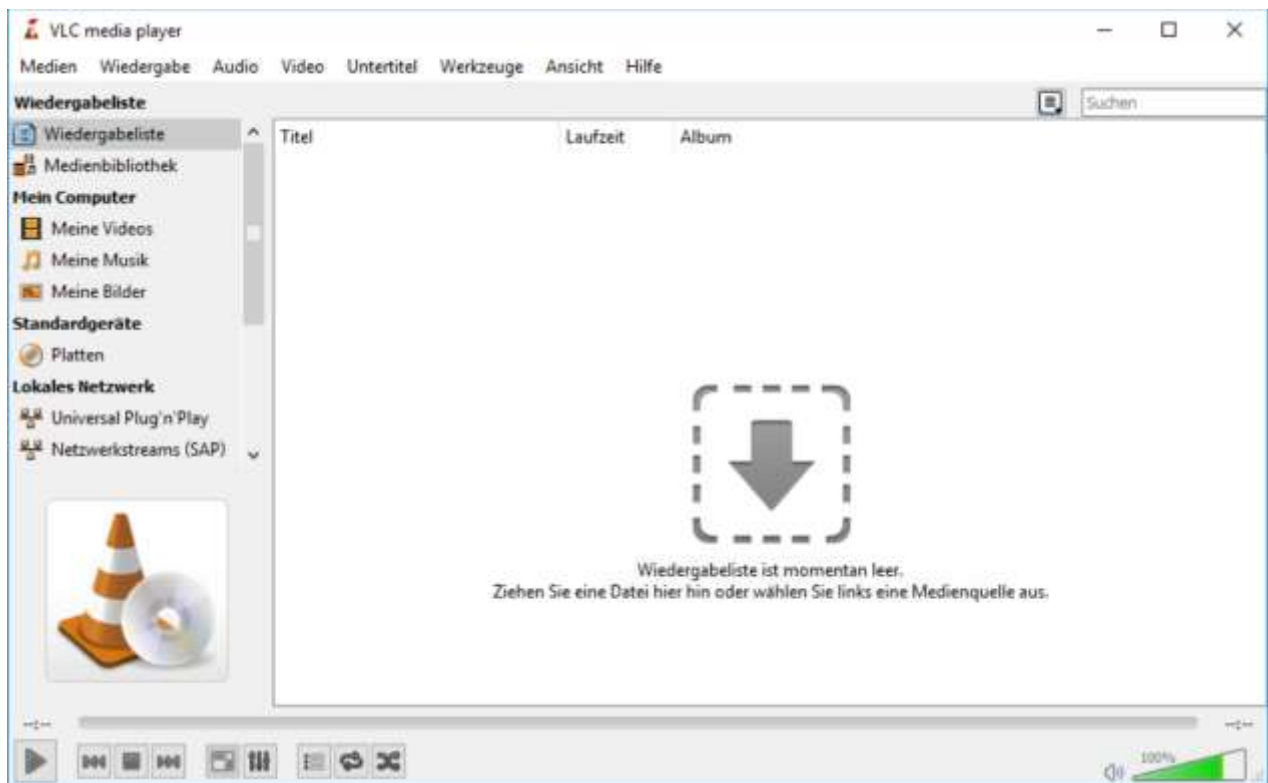 VLC media player
Medien Wiedergabe Audio Video Untertitel Werkzeuge Ansicht Hilfe
Wiedergabeliste
Suchen
Wiedergabeliste
Titel Laufzeit Album
Medienbibliothek
Mein Computer
Meine Videos
Meine Musik
Meine Bilder
Standardgeräte
Platten
Lokales Netzwerk
Universal Plug'n'Play
Netzwerkstreams (SAP)
Wiedergabeliste ist momentan leer.
Ziehen Sie eine Datei hier hin oder wählen Sie links eine Medienquelle aus.
--:-- --:--
100%